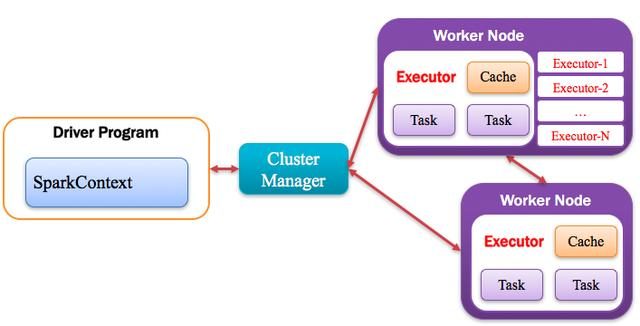 Driver Program
SparkContext
Cluster
Manager
Worker Node
Executor
Cache
Task
Task
Executor-1
Executor-2
...
Executor-N
Worker Node
Executor
Cache
Task
Task